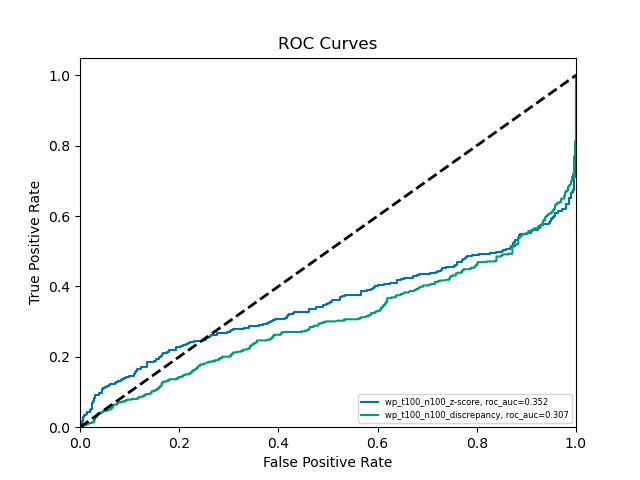 ROC Curves
True Positive Rate
1.0
0.8
0.6
0.4
0.2
0.0
0.0 0.2 0.4 0.6 0.8 1.0
False Positive Rate
wp_t100_n100_z-score, roc_auc=0.352
wp_t100_n100_discrepancy, roc_auc=0.307